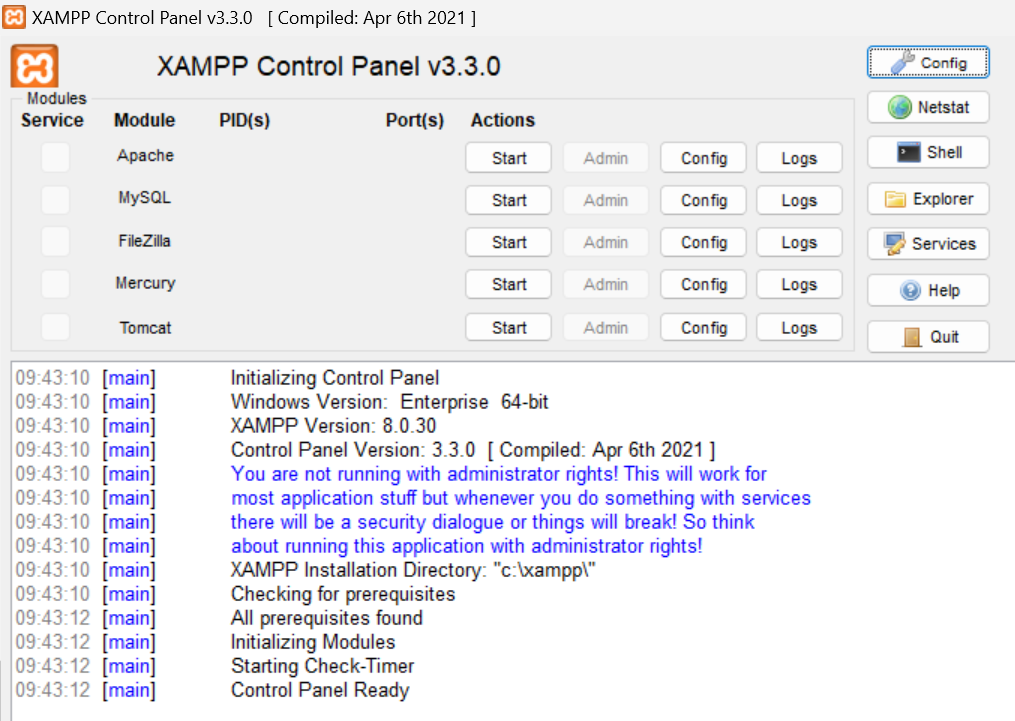 XAMPP Control Panel v3.3.0 [ Compiled: Apr 6th 2021 ]
XAMPP Control Panel v3.3.0
Config
Modules
Service Module PID(s) Port(s) Actions
Netstat
Apache Start Admin Config Logs
Shell
MySQL Start Admin Config Logs
Explorer
FileZilla Start Admin Config Logs
Services
Mercury Start Admin Config Logs
Help
Tomcat Start Admin Config Logs
Quit
09:43:10 [main] Initializing Control Panel
09:43:10 [main] Windows Version: Enterprise 64-bit
09:43:10 [main] XAMPP Version: 8.0.30
09:43:10 [main] Control Panel Version: 3.3.0 [ Compiled: Apr 6th 2021 ]
09:43:10 [main] You are not running with administrator rights! This will work for
09:43:10 [main] most application stuff but whenever you do something with services
09:43:10 [main] there will be a security dialogue or things will break! So think
09:43:10 [main] about running this application with administrator rights!
09:43:10 [main] XAMPP Installation Directory: "c:\xampp\"
09:43:10 [main] Checking for prerequisites
09:43:12 [main] All prerequisites found
09:43:12 [main] Initializing Modules
09:43:12 [main] Starting Check-Timer
09:43:12 [main] Control Panel Ready